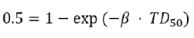 0.5 = 1 − exp (−β · TD₅₀)